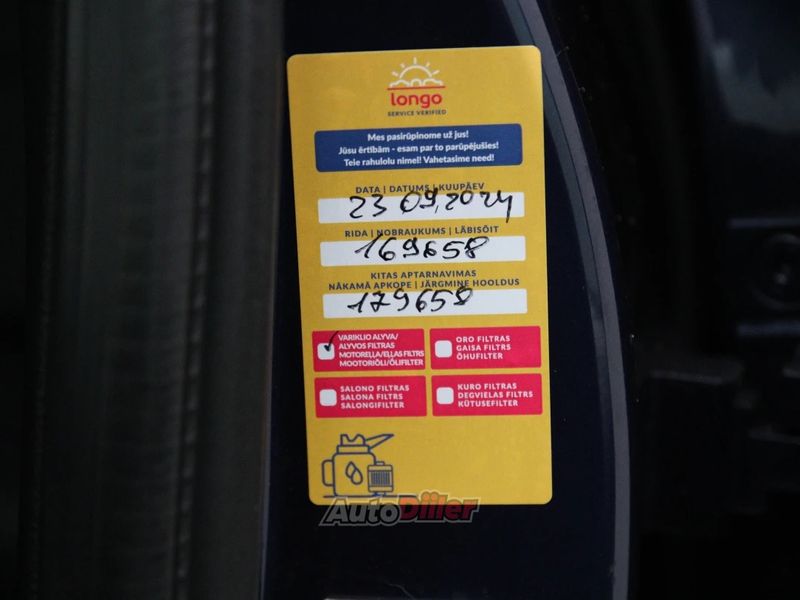 longo
SERVICE VERIFIED
Mes pasirūpinome už jus!
Jūsu ērtībām - esam par to parūpējušies!
Teie rahulolu nimel! Vahetasime need!
DATA | DATUMS | KUUPÄEV
23 09,2024
RIDA | NOBRAUKUMS | LÄBISÕIT
169658
KITAS APTARNAVIMAS
NĀKAMĀ APKOPE | JÄRGMINE HOOLDUS
179658
VARIKLIO ALYVA/
ALYVOS FILTRAS
MOTOREĻĻA/EĻĻAS FILTRS
MOOTORIÕLI/ÕLIFILTER
ORO FILTRAS
GAISA FILTRS
ÕHUFILTER
SALONO FILTRAS
SALONA FILTRS
SALONGIFILTER
KURO FILTRAS
DEGVIELAS FILTRS
KÜTUSEFILTER
AutoDiiler